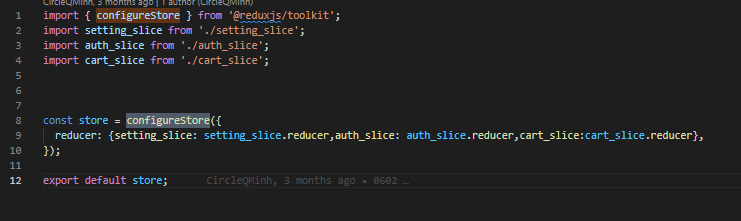 CircleQMinh, 3 months ago | 1 author (CircleQMinh)
1 import { configureStore } from '@reduxjs/toolkit';
2 import setting_slice from './setting_slice';
3 import auth_slice from './auth_slice';
4 import cart_slice from './cart_slice';
5
6
7
8 const store = configureStore({
9 reducer: {setting_slice: setting_slice.reducer,auth_slice: auth_slice.reducer,cart_slice:cart_slice.reducer},
10 });
11
12 export default store; CircleQMinh, 3 months ago • 0602 …